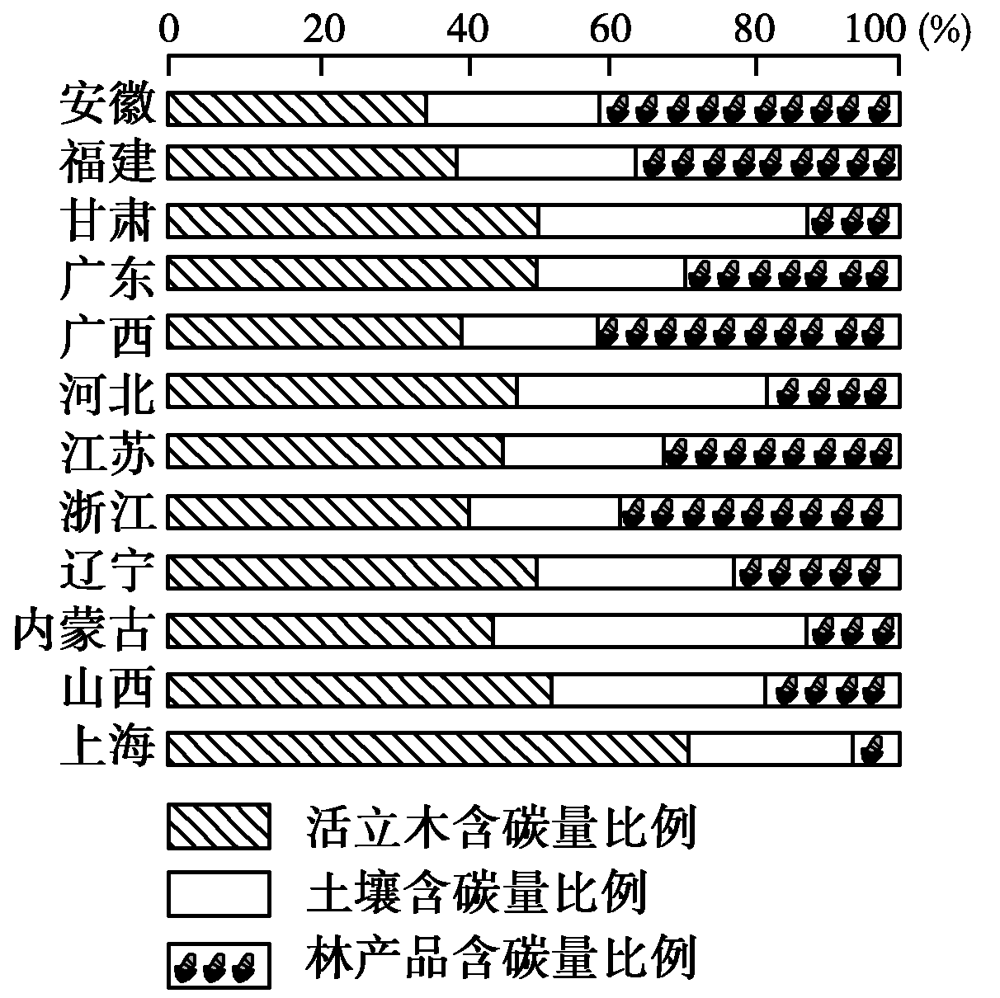 0 20 40 60 80 100 (%)
安徽
福建
甘肃
广东
广西
河北
江苏
浙江
辽宁
内蒙古
山西
上海
活立木含碳量比例
土壤含碳量比例
林产品含碳量比例